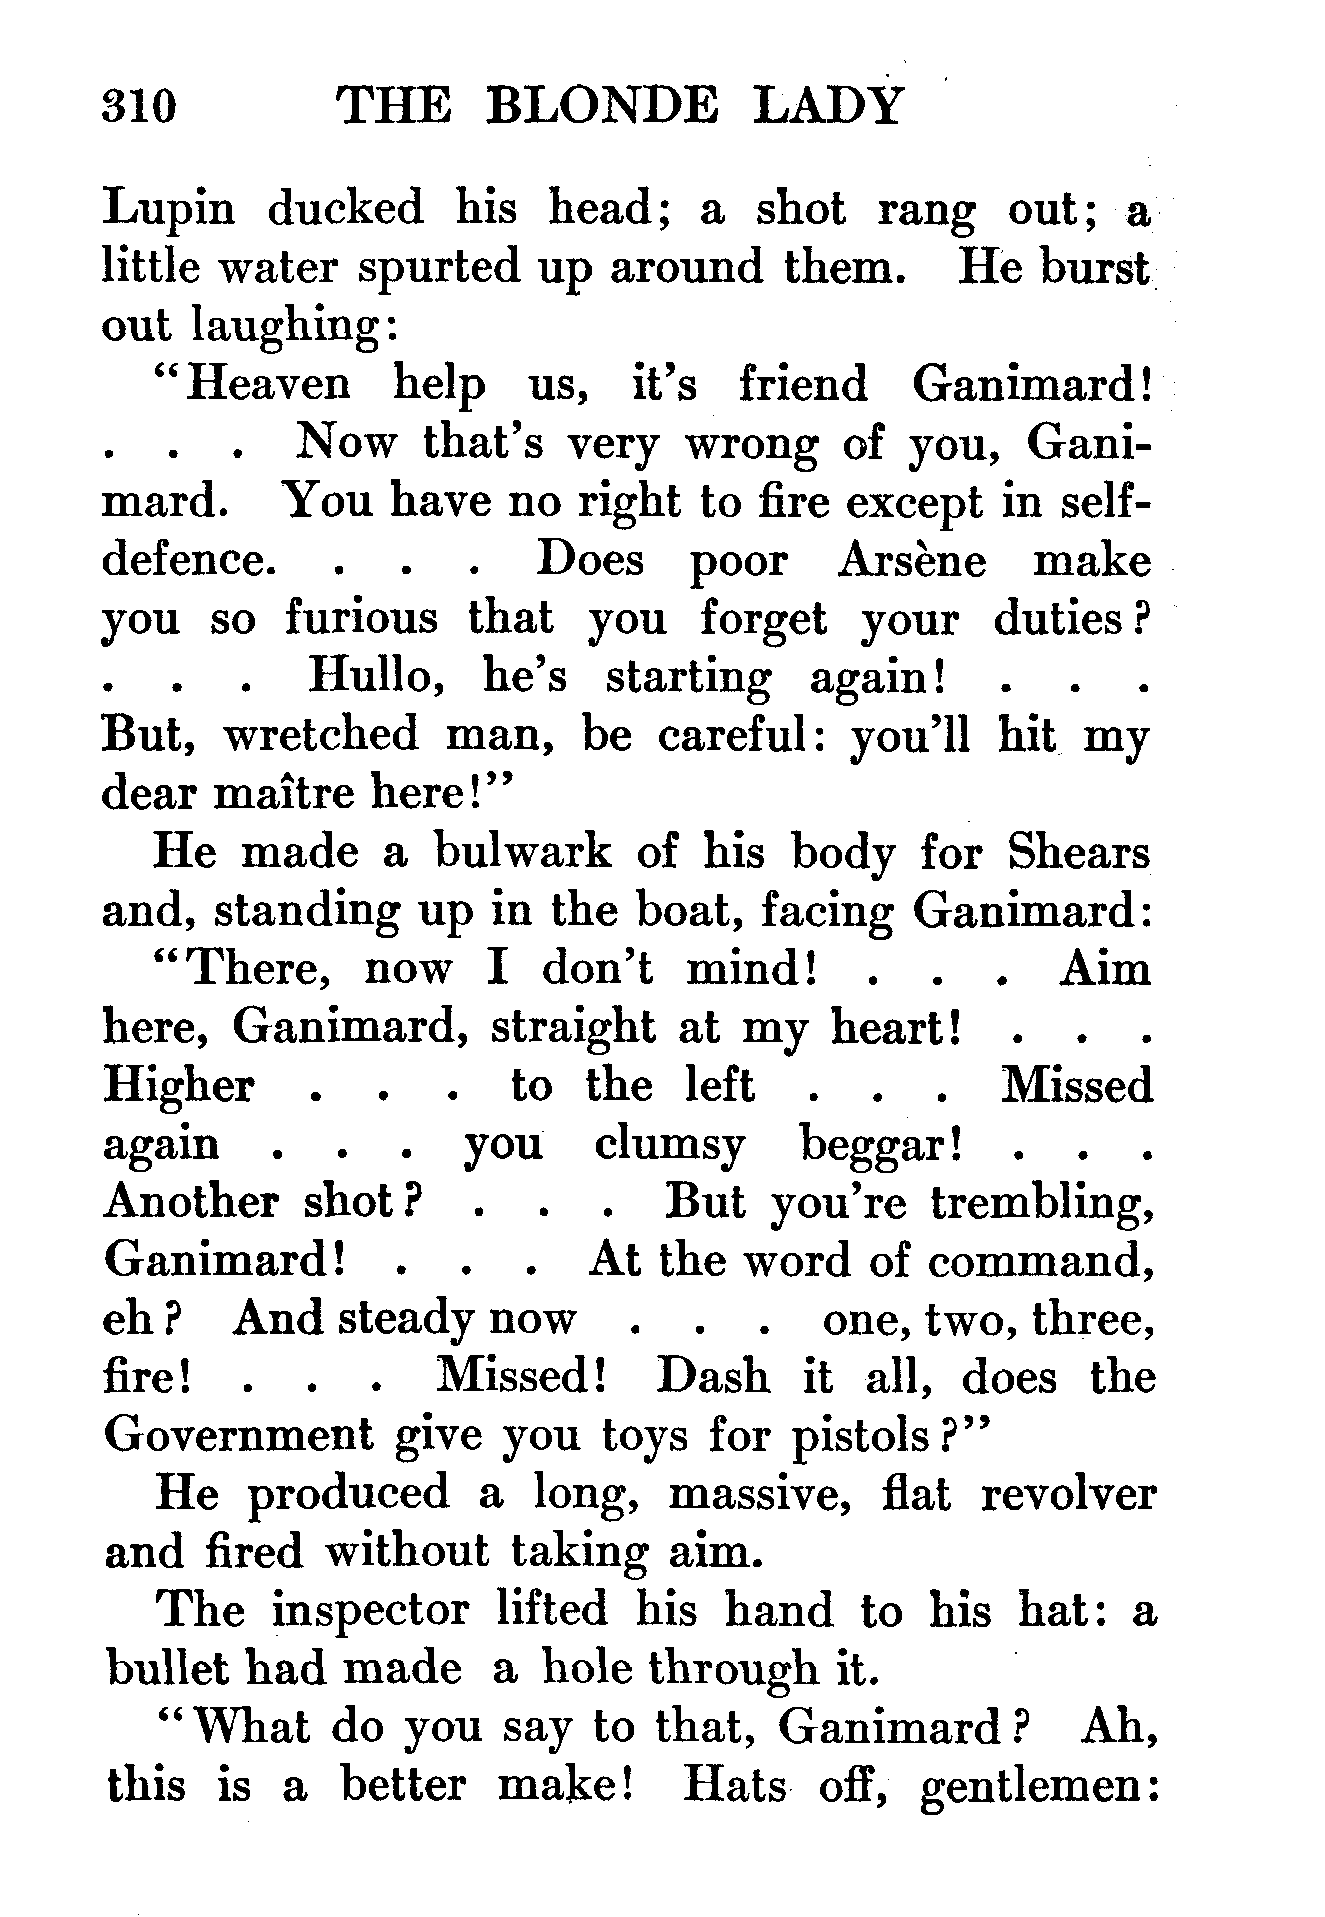 310 THE BLONDE LADY
Lupin ducked his head; a shot rang out; a
little water spurted up around them. He burst
out laughing:
“Heaven help us, it’s friend Ganimard!
. . . Now that’s very wrong of you, Gani-
mard. You have no right to fire except in self-
defence. . . . Does poor Arsène make
you so furious that you forget your duties?
. . . Hullo, he’s starting again! . . .
But, wretched man, be careful: you’ll hit my
dear maître here!”
He made a bulwark of his body for Shears
and, standing up in the boat, facing Ganimard:
“There, now I don’t mind! . . . Aim
here, Ganimard, straight at my heart! . . .
Higher . . . to the left . . . Missed
again . . . you clumsy beggar! . . .
Another shot? . . . But you’re trembling,
Ganimard! . . . At the word of command,
eh? And steady now . . . one, two, three,
fire! . . . Missed! Dash it all, does the
Government give you toys for pistols?”
He produced a long, massive, flat revolver
and fired without taking aim.
The inspector lifted his hand to his hat: a
bullet had made a hole through it.
“What do you say to that, Ganimard? Ah,
this is a better make! Hats off, gentlemen: